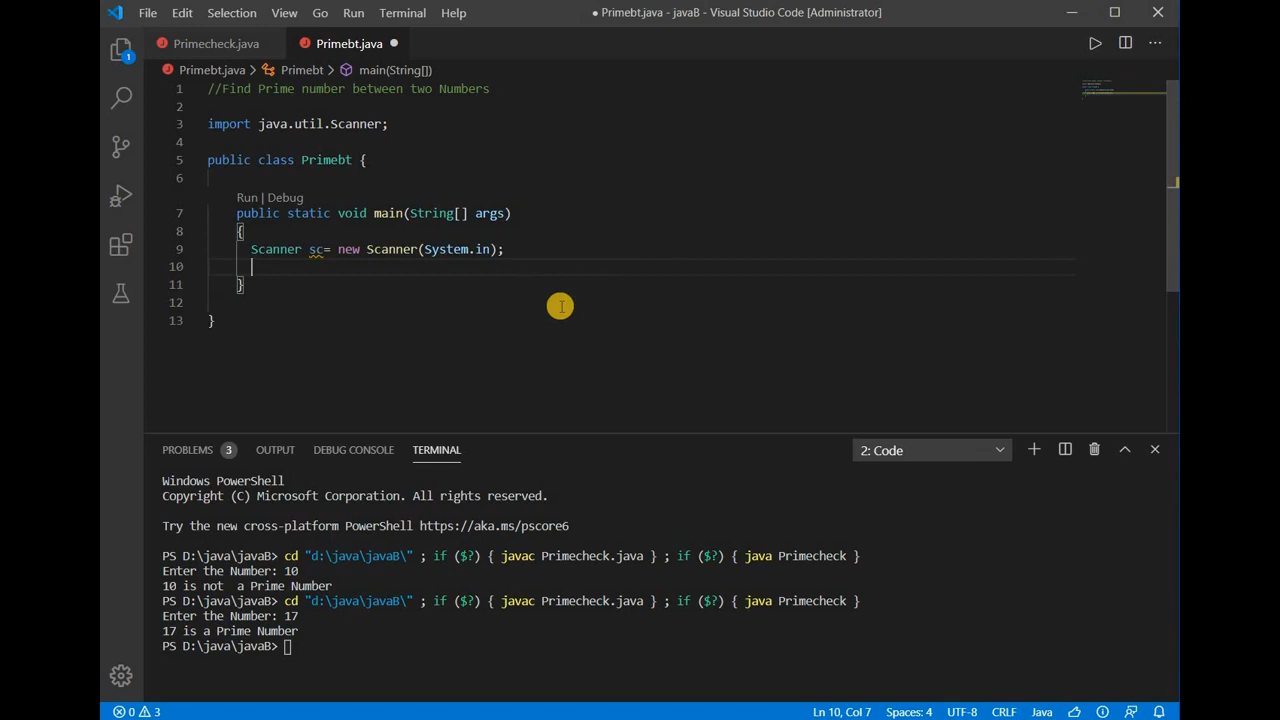 File Edit Selection View Go Run Terminal Help
● Primebt.java - javaB - Visual Studio Code [Administrator]
J Primecheck.java
J Primebt.java ●
1
J Primebt.java > Primebt > main(String[])
1 //Find Prime number between two Numbers
2
3 import java.util.Scanner;
4
5 public class Primebt {
6
Run | Debug
7 public static void main(String[] args)
8 {
9 Scanner sc= new Scanner(System.in);
10
11 }
12
13 }
PROBLEMS 3 OUTPUT DEBUG CONSOLE TERMINAL
2: Code
Windows PowerShell
Copyright (C) Microsoft Corporation. All rights reserved.
Try the new cross-platform PowerShell https://aka.ms/pscore6
PS D:\java\javaB> cd "d:\java\javaB\" ; if ($?) { javac Primecheck.java } ; if ($?) { java Primecheck }
Enter the Number: 10
10 is not  a Prime Number
PS D:\java\javaB> cd "d:\java\javaB\" ; if ($?) { javac Primecheck.java } ; if ($?) { java Primecheck }
Enter the Number: 17
17 is a Prime Number
PS D:\java\javaB>
0 3
Ln 10, Col 7 Spaces: 4 UTF-8 CRLF Java